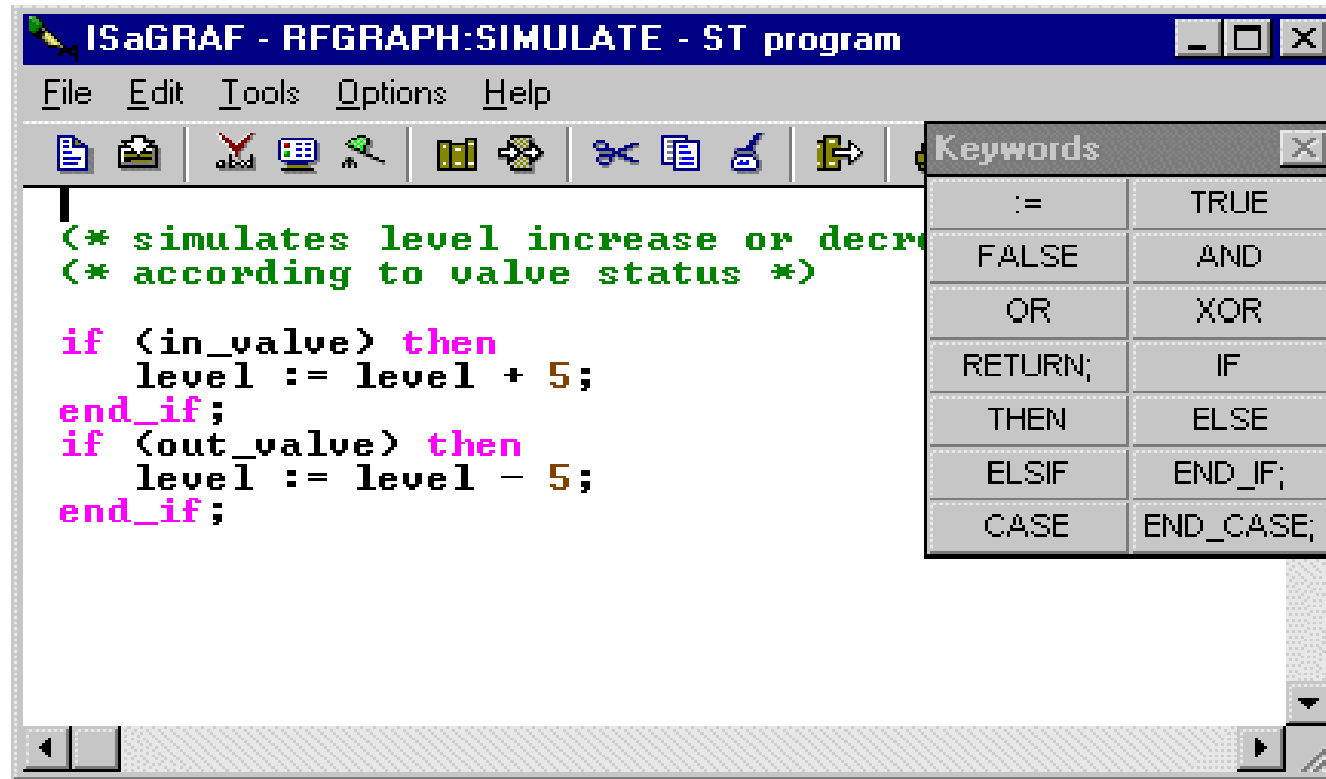 ISaGRAF - RFGRAPH:SIMULATE - ST program
File Edit Tools Options Help
(* simulates level increase or decre
(* according to valve status *)
if (in_valve) then
level := level + 5;
end_if;
if (out_valve) then
level := level - 5;
end_if;
Keywords
:= TRUE
FALSE AND
OR XOR
RETURN; IF
THEN ELSE
ELSIF END_IF;
CASE END_CASE;